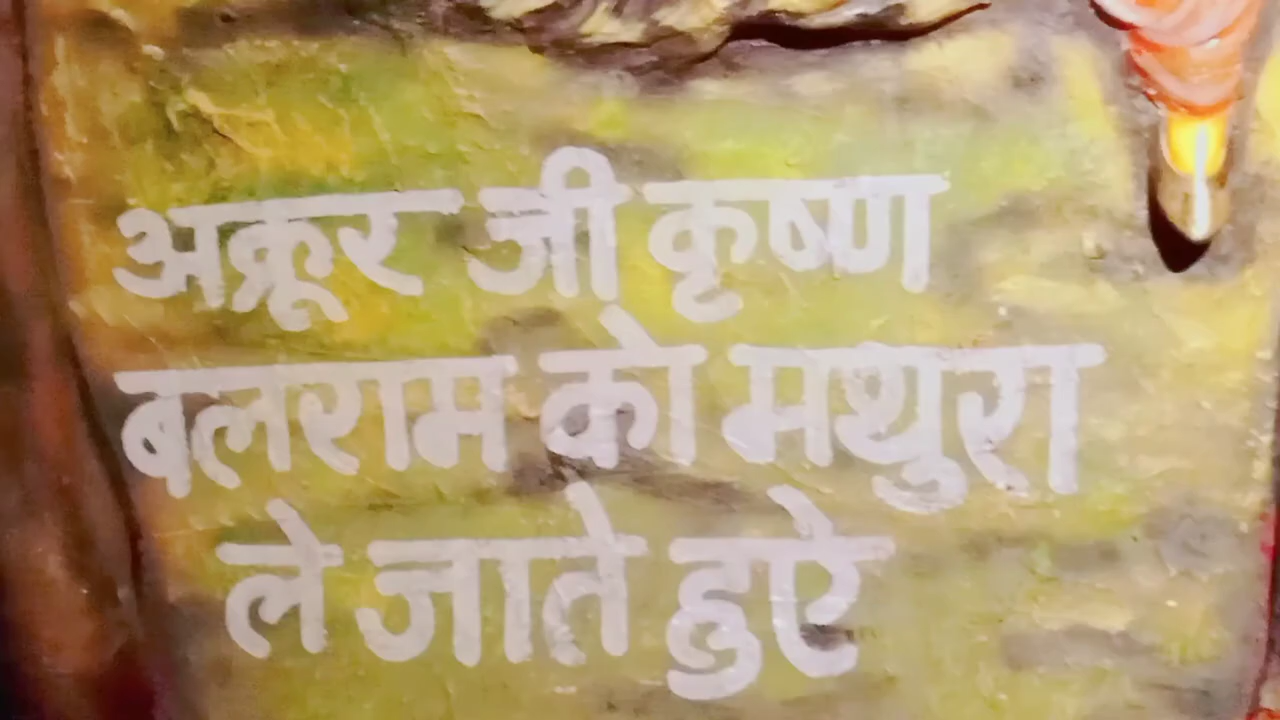 अक्रूर जी कृष्ण
बलराम को मथुरा
ले जाते हुऐ